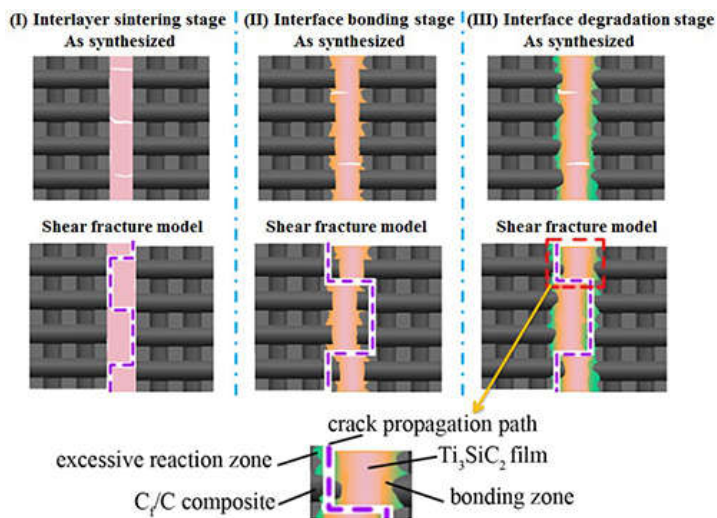 (I) Interlayer sintering stage
As synthesized
(II) Interface bonding stage
As synthesized
(III) Interface degradation stage
As synthesized
Shear fracture model
Shear fracture model
Shear fracture model
crack propagation path
excessive reaction zone
Ti₃SiC₂ film
C_f/C composite
bonding zone